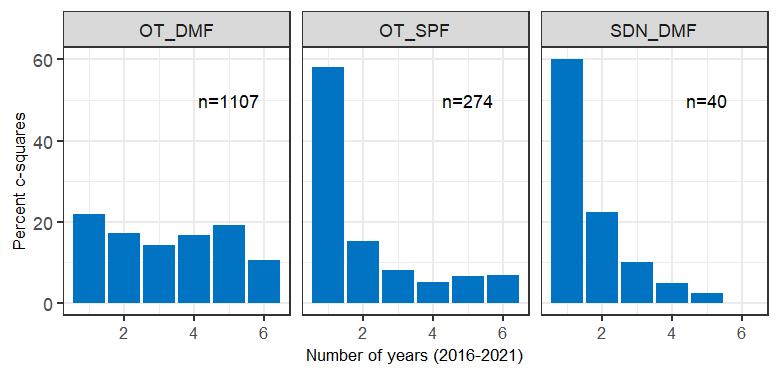 OT_DMF OT_SPF SDN_DMF
60
n=1107 n=274 n=40
40
20
0
2 4 6 2 4 6 2 4 6
Percent c-squares
Number of years (2016-2021)